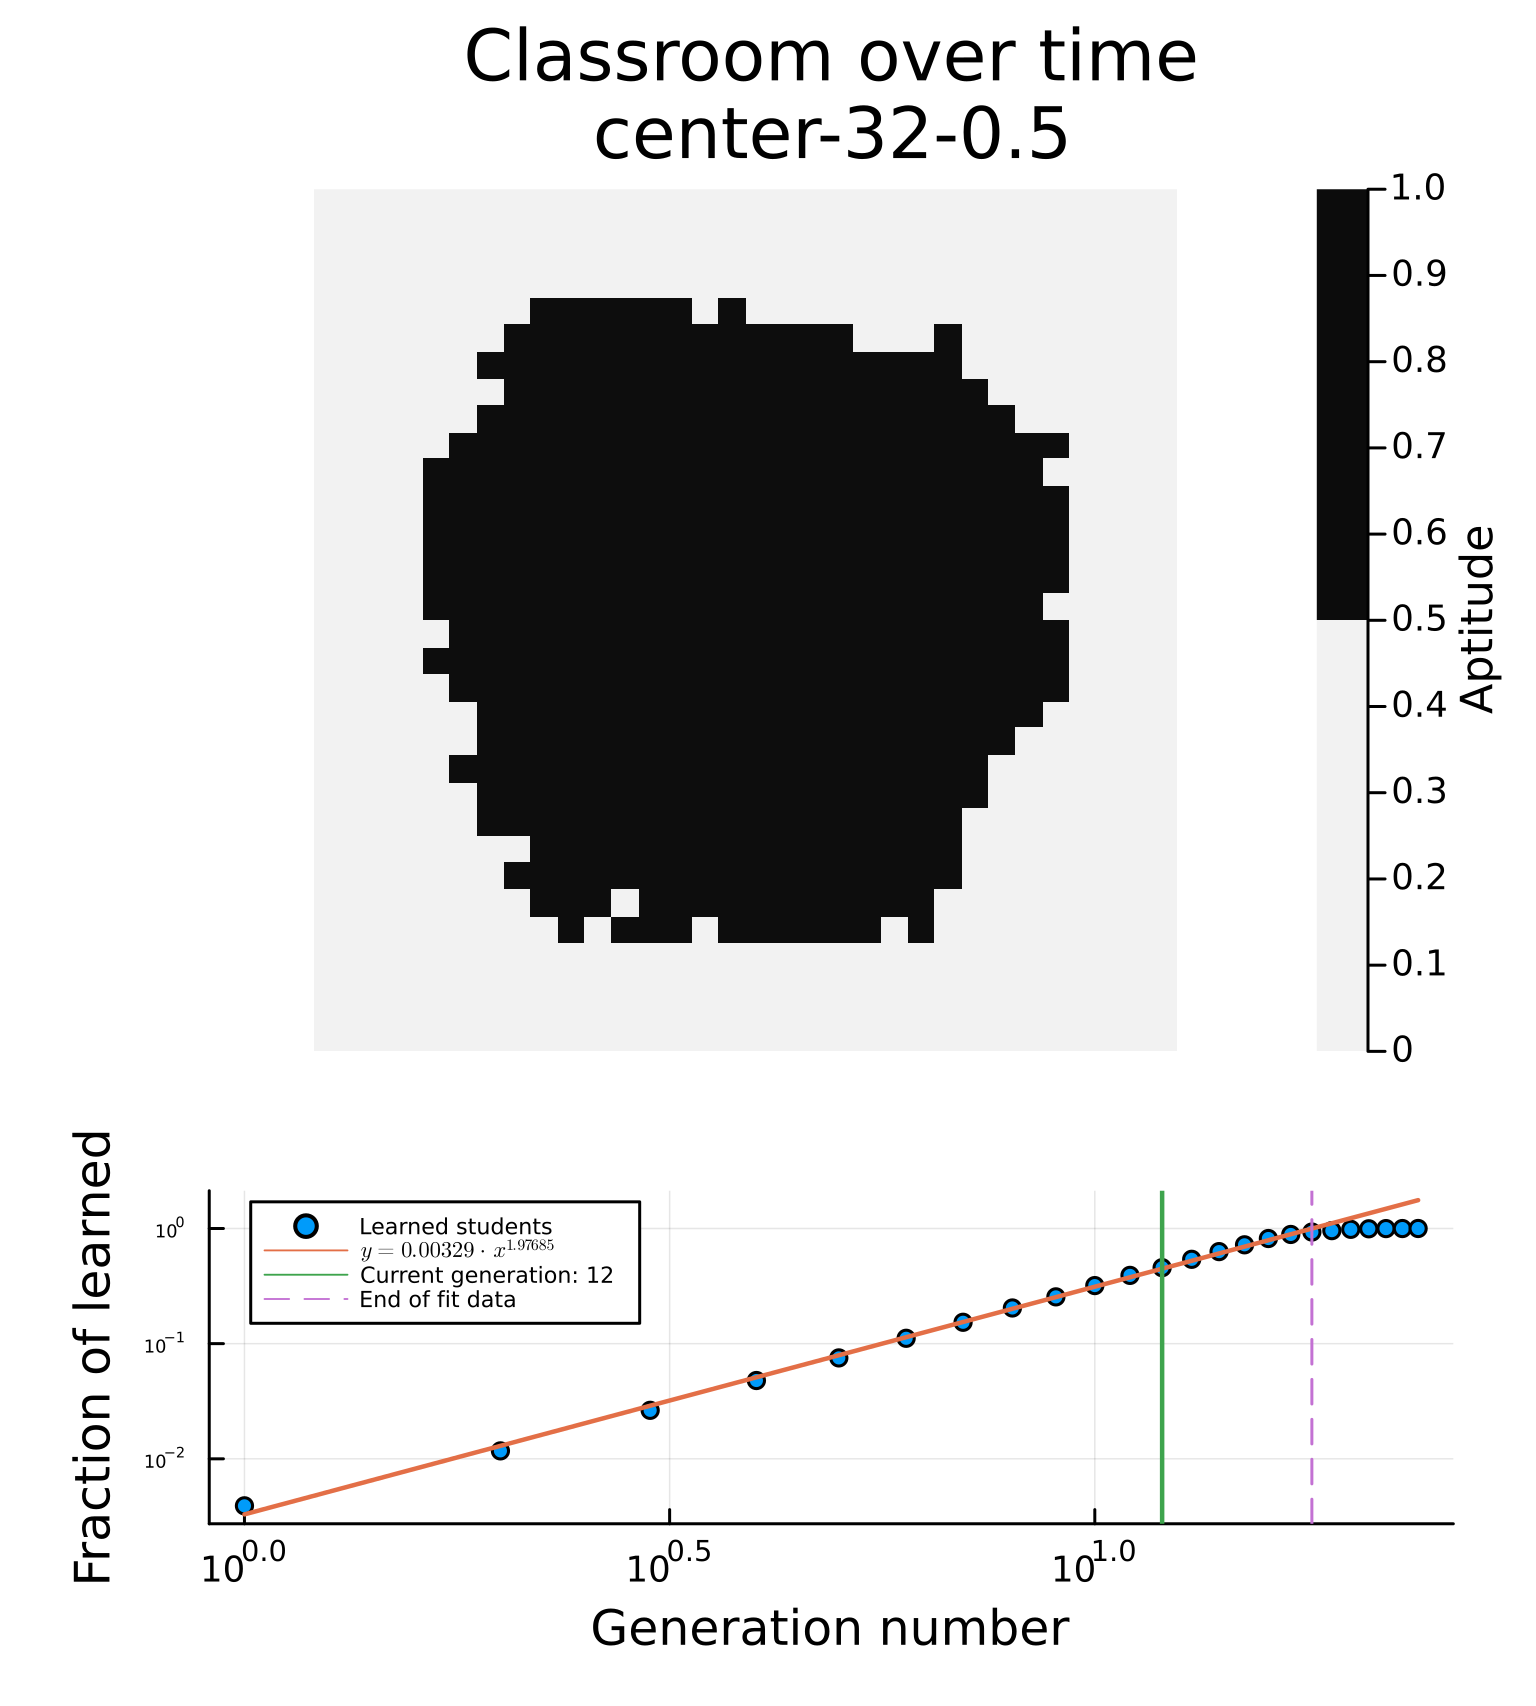 Classroom over time
center-32-0.5
1.0
0.9
0.8
0.7
0.6
0.5
0.4
0.3
0.2
0.1
0
Aptitude
Fraction of learned
10⁰
10⁻¹
10⁻²
Learned students
y = 0.00329 · x^1.97685
Current generation: 12
End of fit data
10^0.0
10^0.5
10^1.0
Generation number